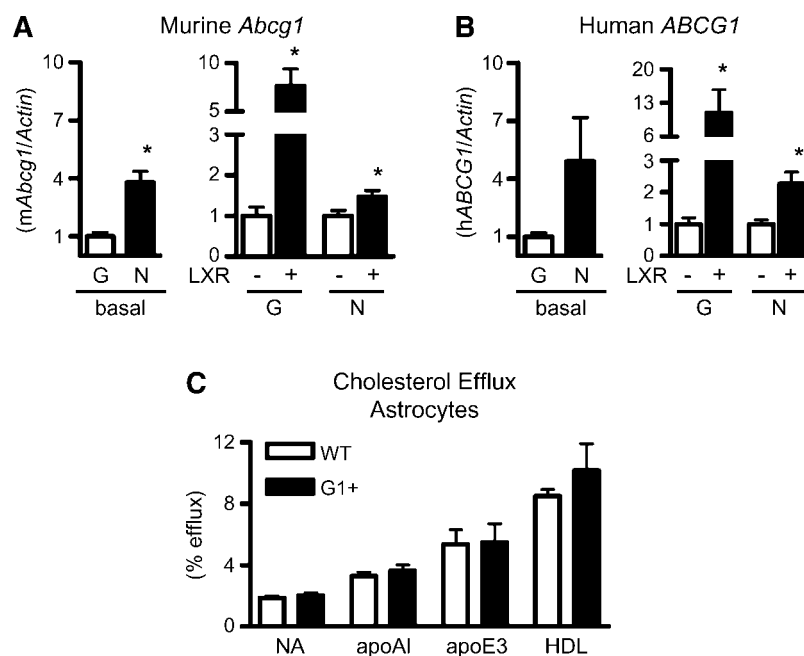 A
Murine Abcg1
(mAbcg1/Actin)
10
7
4
1
G N
basal
10
5
3
2
1
0
*
*
*
LXR - + - +
G N
B
Human ABCG1
(hABCG1/Actin)
10
7
4
1
G N
basal
20
13
6
3
2
1
0
*
*
LXR - + - +
G N
C
Cholesterol Efflux
Astrocytes
(% efflux)
12
8
4
0
WT
G1+
NA apoAI apoE3 HDL